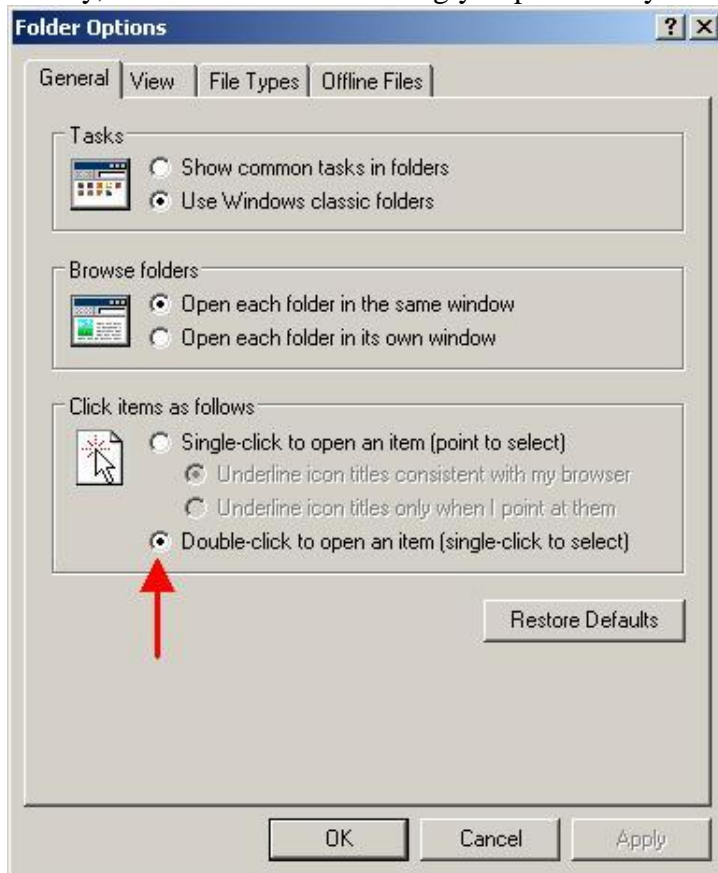 Folder Options
General View File Types Offline Files
Tasks
Show common tasks in folders
Use Windows classic folders
Browse folders
Open each folder in the same window
Open each folder in its own window
Click items as follows
Single-click to open an item (point to select)
Underline icon titles consistent with my browser
Underline icon titles only when I point at them
Double-click to open an item (single-click to select)
Restore Defaults
OK Cancel Apply